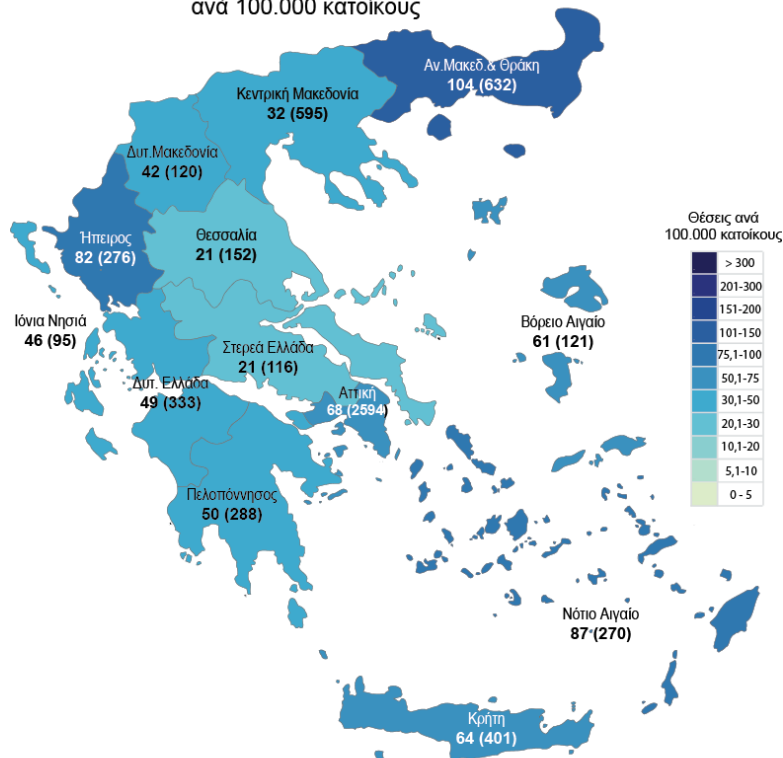 ανά 100.000 κατοίκους
Αν.Μακεδ.& Θράκη
104 (632)
Κεντρική Μακεδονία
32 (595)
Δυτ.Μακεδονία
42 (120)
Ήπειρος
82 (276)
Θεσσαλία
21 (152)
Ιόνια Νησιά
46 (95)
Στερεά Ελλάδα
21 (116)
Δυτ. Ελλάδα
49 (333)
Αττική
68 (2594)
Πελοπόννησος
50 (288)
Βόρειο Αιγαίο
61 (121)
Νότιο Αιγαίο
87 (270)
Κρήτη
64 (401)
Θέσεις ανά
100.000 κατοίκους
> 300
201-300
151-200
101-150
75,1-100
50,1-75
30,1-50
20,1-30
10,1-20
5,1-10
0 - 5